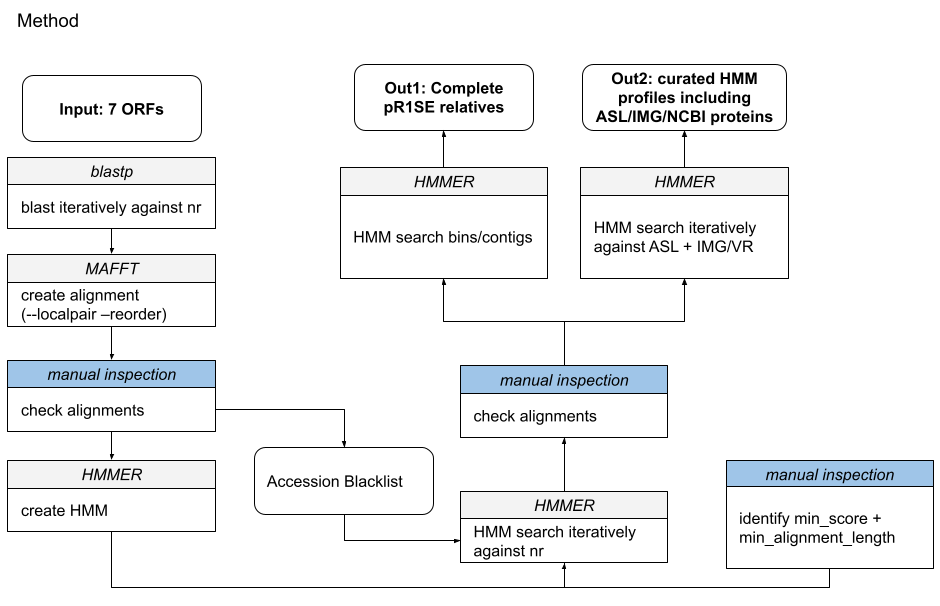 Method
Input: 7 ORFs
blastp
blast iteratively against nr
MAFFT
create alignment
(--localpair –reorder)
manual inspection
check alignments
HMMER
create HMM
Accession Blacklist
Out1: Complete
pR1SE relatives
HMMER
HMM search bins/contigs
Out2: curated HMM
profiles including
ASL/IMG/NCBI proteins
HMMER
HMM search iteratively
against ASL + IMG/VR
manual inspection
check alignments
HMMER
HMM search iteratively
against nr
manual inspection
identify min_score +
min_alignment_length